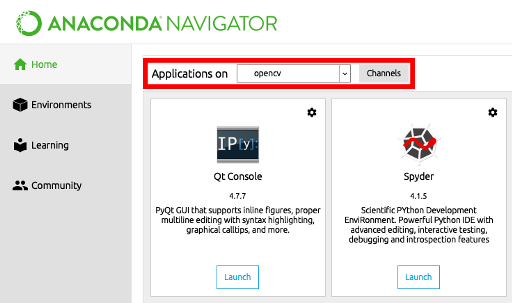 ANACONDA NAVIGATOR
Home
Environments
Learning
Community
Applications on opencv Channels
IP[y]:
Qt Console
4.7.7
PyQt GUI that supports inline figures, proper
multiline editing with syntax highlighting,
graphical calltips, and more.
Launch
Spyder
4.1.5
Scientific PYthon Development
EnviRonment. Powerful Python IDE with
advanced editing, interactive testing,
debugging and introspection features
Launch